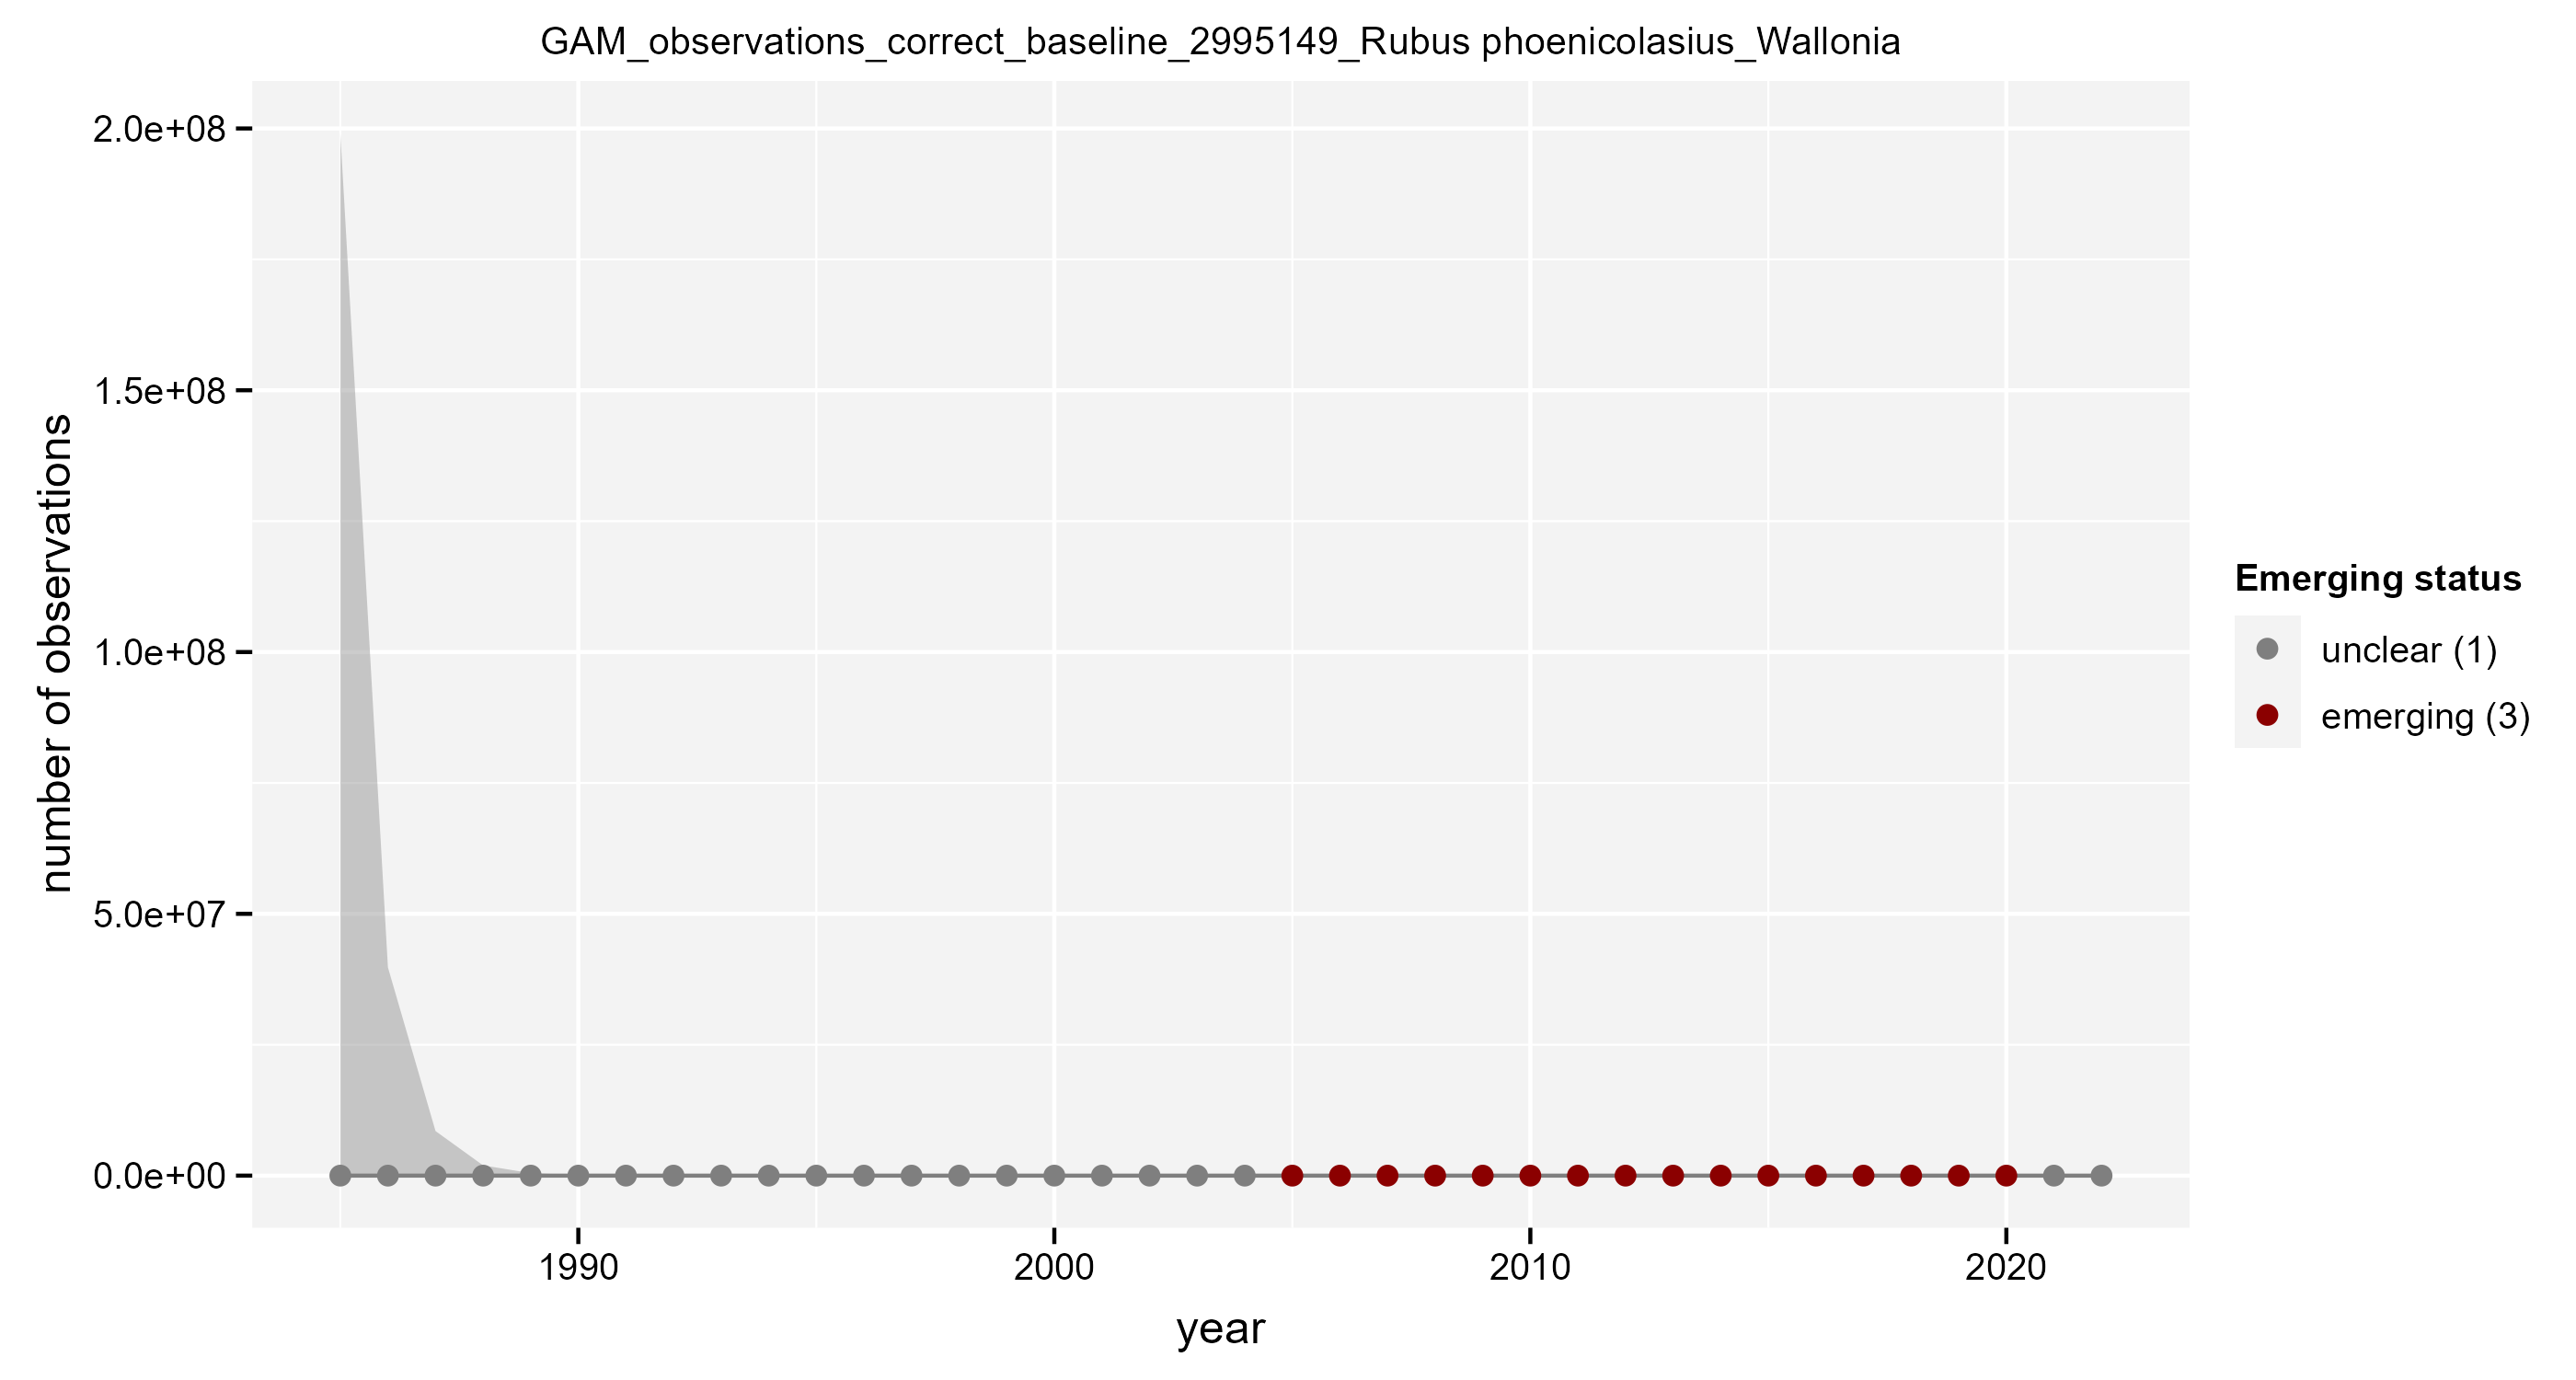 GAM_observations_correct_baseline_2995149_Rubus phoenicolasius_Wallonia
number of observations
2.0e+08
1.5e+08
1.0e+08
5.0e+07
0.0e+00
1990
2000
2010
2020
year
Emerging status
unclear (1)
emerging (3)